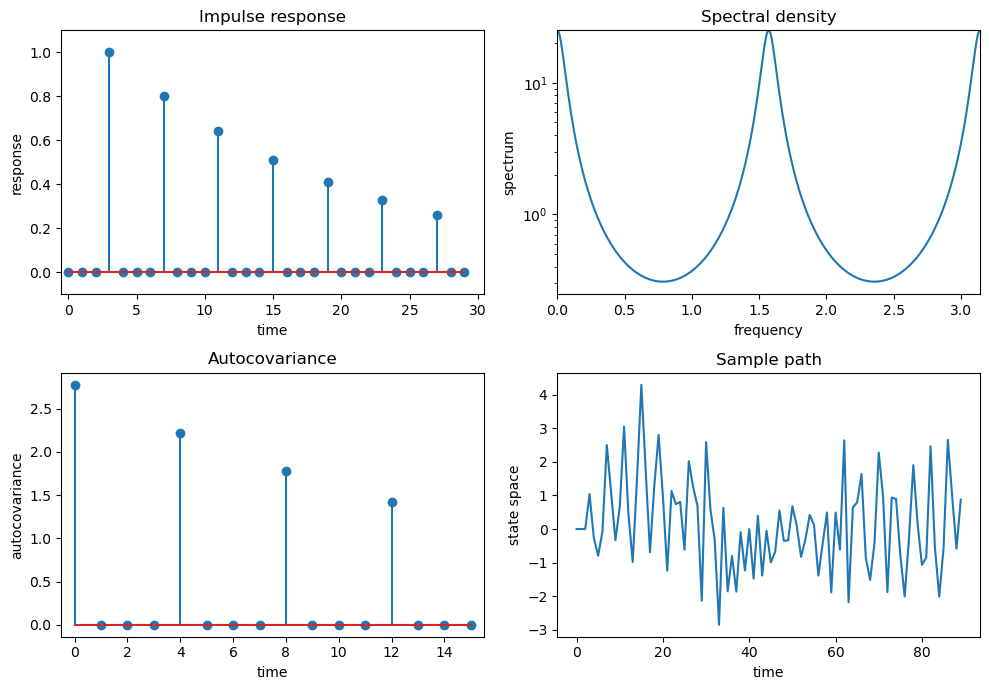 Impulse response
1.0
0.8
0.6
0.4
0.2
0.0
response
0 5 10 15 20 25 30
time
Spectral density
10¹
10⁰
spectrum
0.0 0.5 1.0 1.5 2.0 2.5 3.0
frequency
Autocovariance
2.5
2.0
1.5
1.0
0.5
0.0
autocovariance
0 2 4 6 8 10 12 14
time
Sample path
4
3
2
1
0
−1
−2
−3
state space
0 20 40 60 80
time